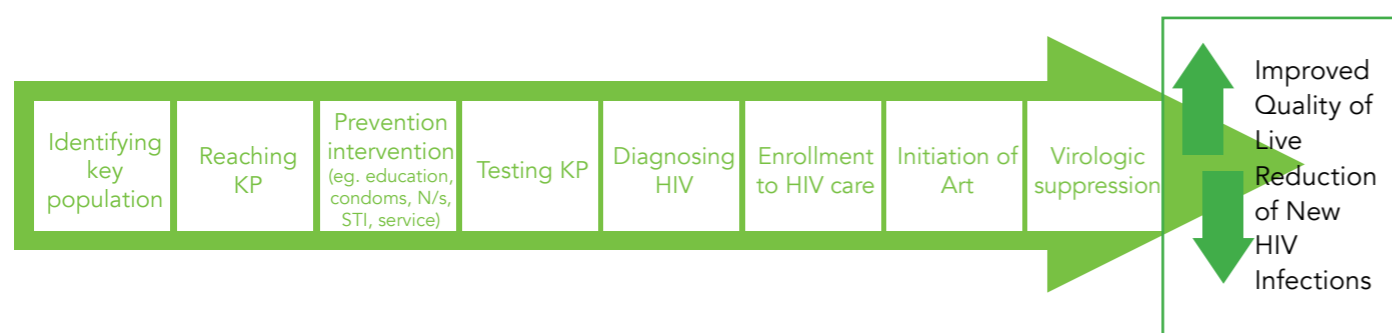 Identifying
key
population
Reaching
KP
Prevention
intervention
(eg. education,
condoms, N/s,
STI, service)
Testing KP
Diagnosing
HIV
Enrollment
to HIV care
Initiation of
Art
Virologic
suppression
Improved
Quality of
Live
Reduction
of New
HIV
Infections